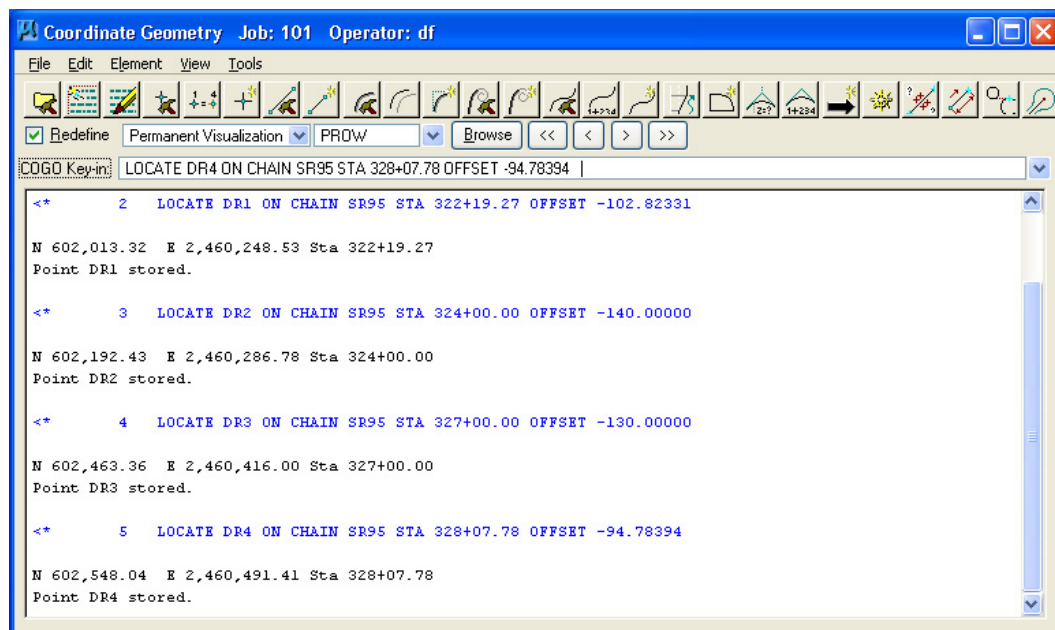 Coordinate Geometry Job: 101 Operator: df
File Edit Element View Tools
Redefine Permanent Visualization PROW Browse << < > >>
COGO Key-in: LOCATE DR4 ON CHAIN SR95 STA 328+07.78 OFFSET -94.78394
<* 2 LOCATE DR1 ON CHAIN SR95 STA 322+19.27 OFFSET -102.82331
N 602,013.32 E 2,460,248.53 Sta 322+19.27
Point DR1 stored.
<* 3 LOCATE DR2 ON CHAIN SR95 STA 324+00.00 OFFSET -140.00000
N 602,192.43 E 2,460,286.78 Sta 324+00.00
Point DR2 stored.
<* 4 LOCATE DR3 ON CHAIN SR95 STA 327+00.00 OFFSET -130.00000
N 602,463.36 E 2,460,416.00 Sta 327+00.00
Point DR3 stored.
<* 5 LOCATE DR4 ON CHAIN SR95 STA 328+07.78 OFFSET -94.78394
N 602,548.04 E 2,460,491.41 Sta 328+07.78
Point DR4 stored.